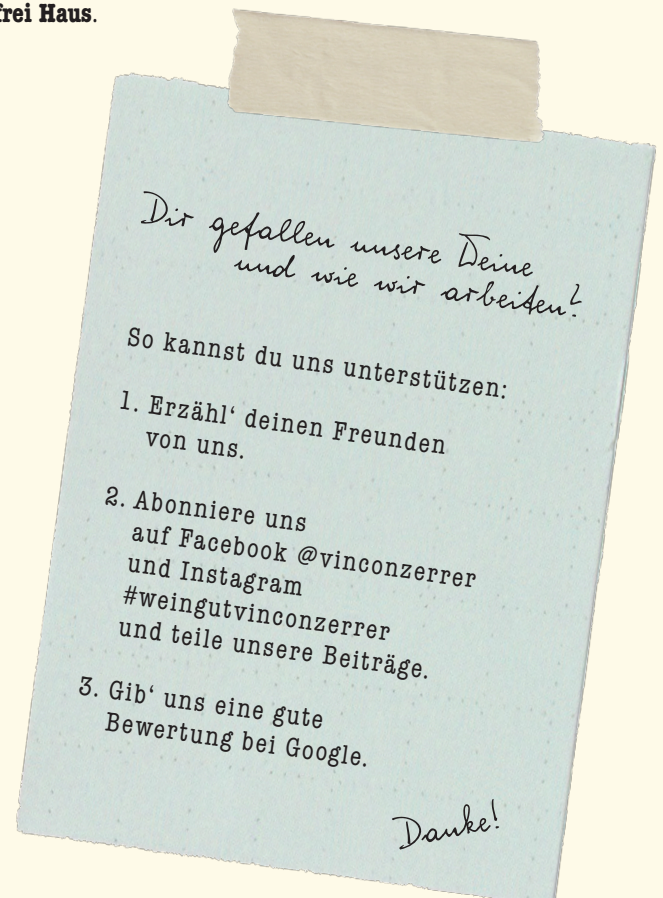 frei Haus.
Dir gefallen unsere Weine
und wie wir arbeiten?
So kannst du uns unterstützen:
1. Erzähl‘ deinen Freunden
von uns.
2. Abonniere uns
auf Facebook @vinconzerrer
und Instagram
#weingutvinconzerrer
und teile unsere Beiträge.
3. Gib‘ uns eine gute
Bewertung bei Google.
Danke!